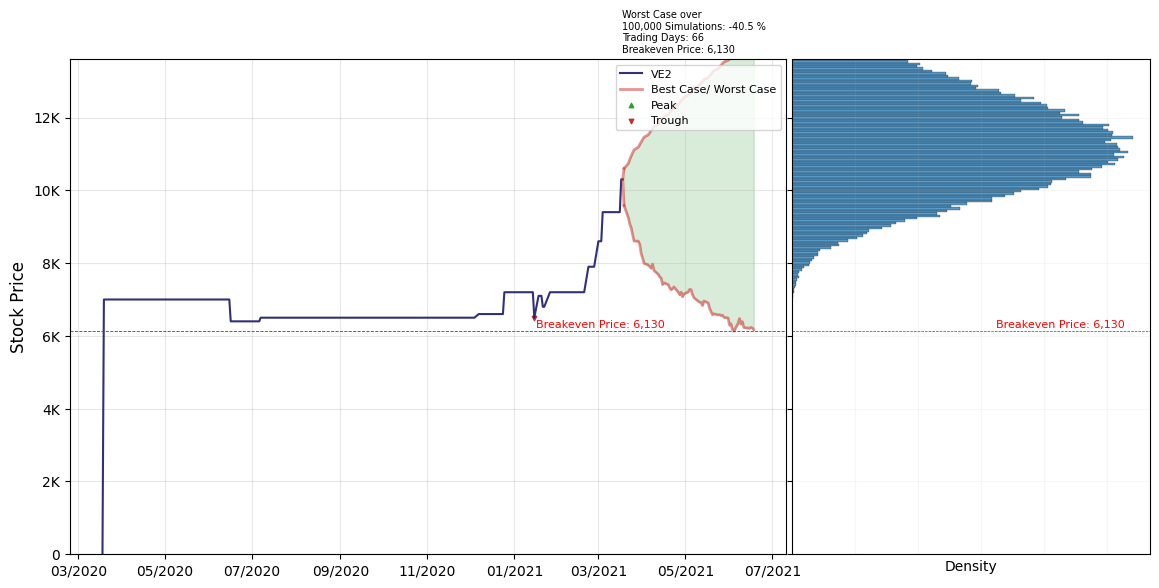 Worst Case over
100,000 Simulations: -40.5 %
Trading Days: 66
Breakeven Price: 6,130
VE2
Best Case/ Worst Case
Peak
Trough
Stock Price
12K
10K
8K
6K
4K
2K
0
Breakeven Price: 6,130
Breakeven Price: 6,130
03/2020 05/2020 07/2020 09/2020 11/2020 01/2021 03/2021 05/2021 07/2021
Density